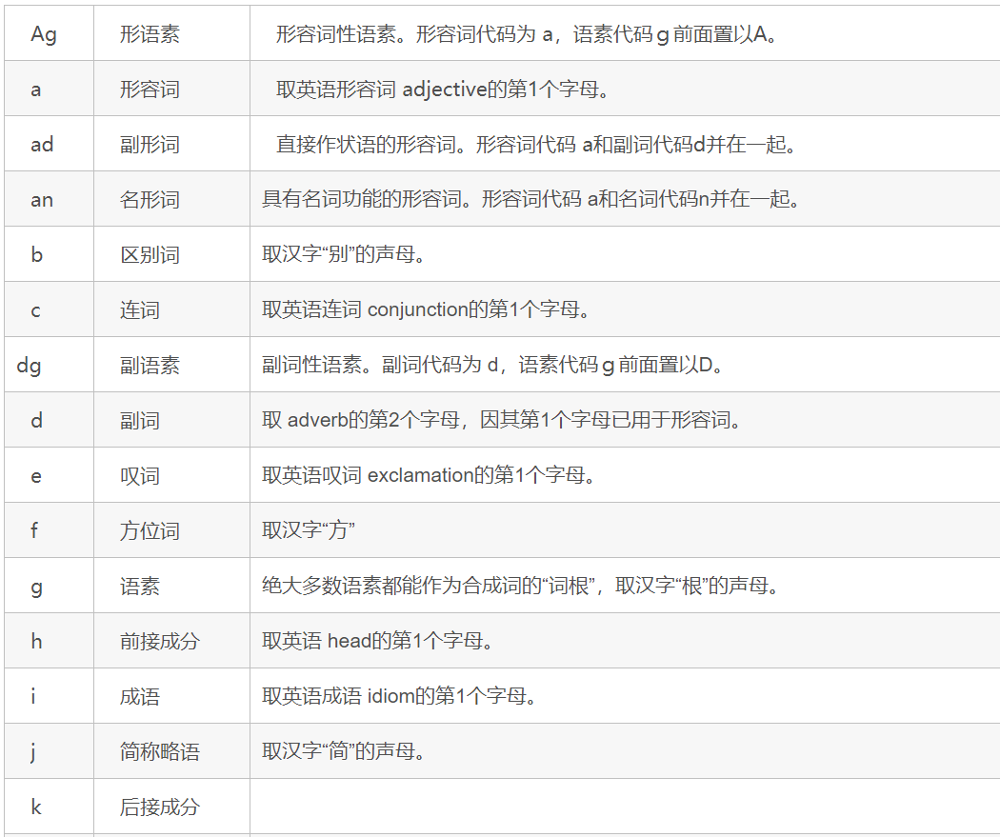 Ag 形语素 形容词性语素。形容词代码为 a，语素代码ｇ前面置以A。
a 形容词 取英语形容词 adjective的第1个字母。
ad 副形词 直接作状语的形容词。形容词代码 a和副词代码d并在一起。
an 名形词 具有名词功能的形容词。形容词代码 a和名词代码n并在一起。
b 区别词 取汉字“别”的声母。
c 连词 取英语连词 conjunction的第1个字母。
dg 副语素 副词性语素。副词代码为 d，语素代码ｇ前面置以D。
d 副词 取 adverb的第2个字母，因其第1个字母已用于形容词。
e 叹词 取英语叹词 exclamation的第1个字母。
f 方位词 取汉字“方”
g 语素 绝大多数语素都能作为合成词的“词根”，取汉字“根”的声母。
h 前接成分 取英语 head的第1个字母。
i 成语 取英语成语 idiom的第1个字母。
j 简称略语 取汉字“简”的声母。
k 后接成分